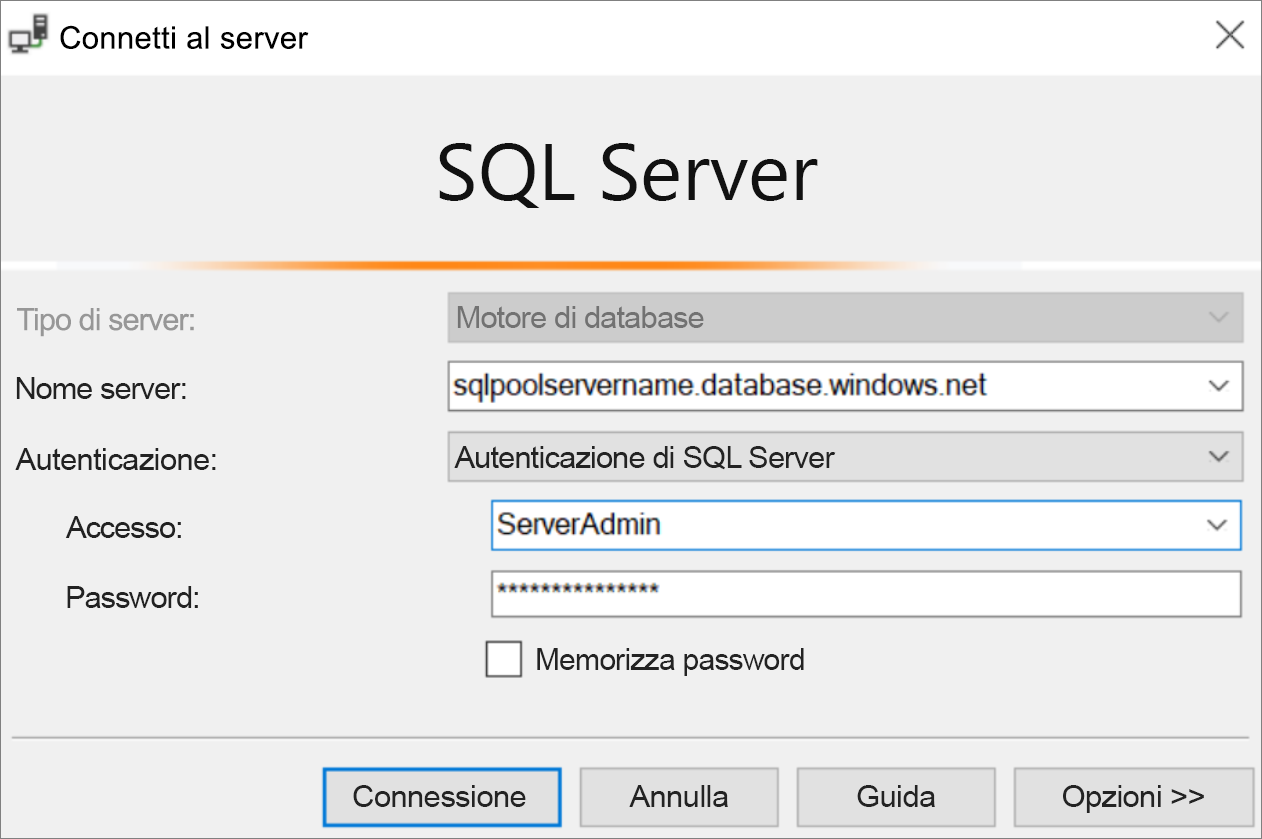 Connetti al server
SQL Server
Tipo di server: Motore di database
Nome server: sqlpoolservername.database.windows.net
Autenticazione: Autenticazione di SQL Server
Accesso: ServerAdmin
Password: ***************
Memorizza password
Connessione Annulla Guida Opzioni >>